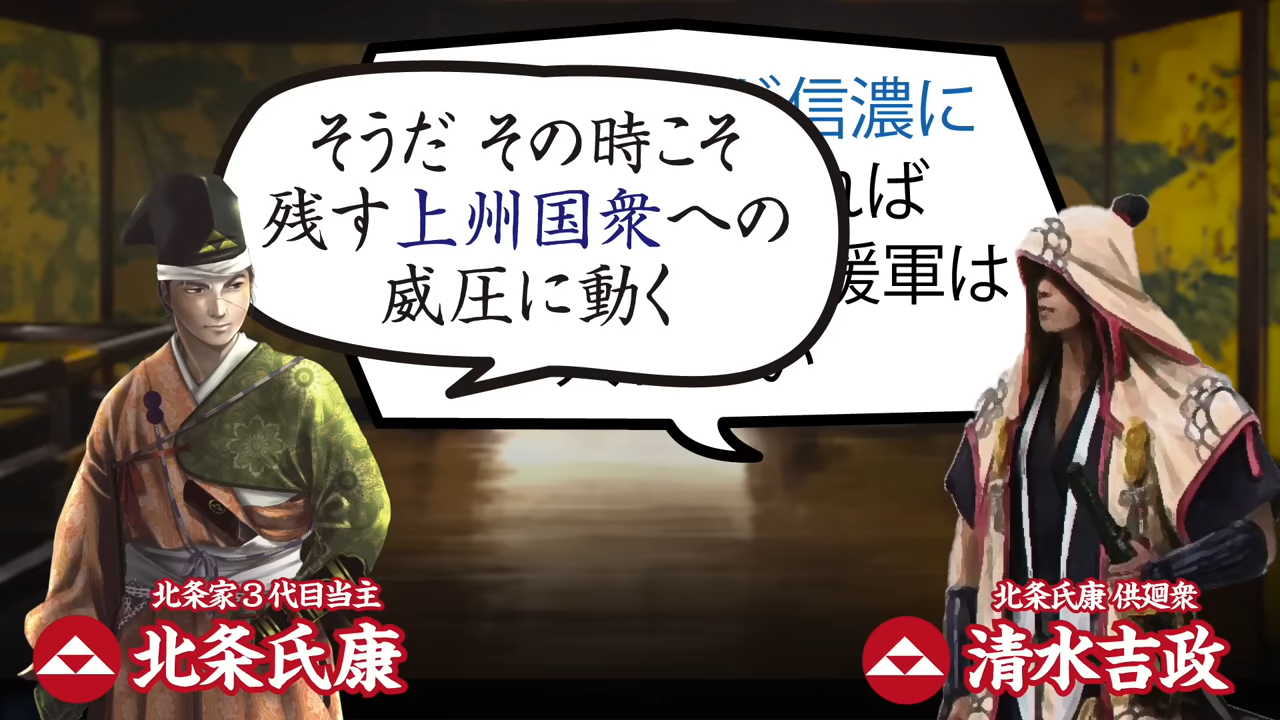 そうだ その時こそ
残す上州国衆への
威圧に動く
信濃に
れば
援軍は
北条家3代目当主
北条氏康
北条氏康 供廻衆
清水吉政